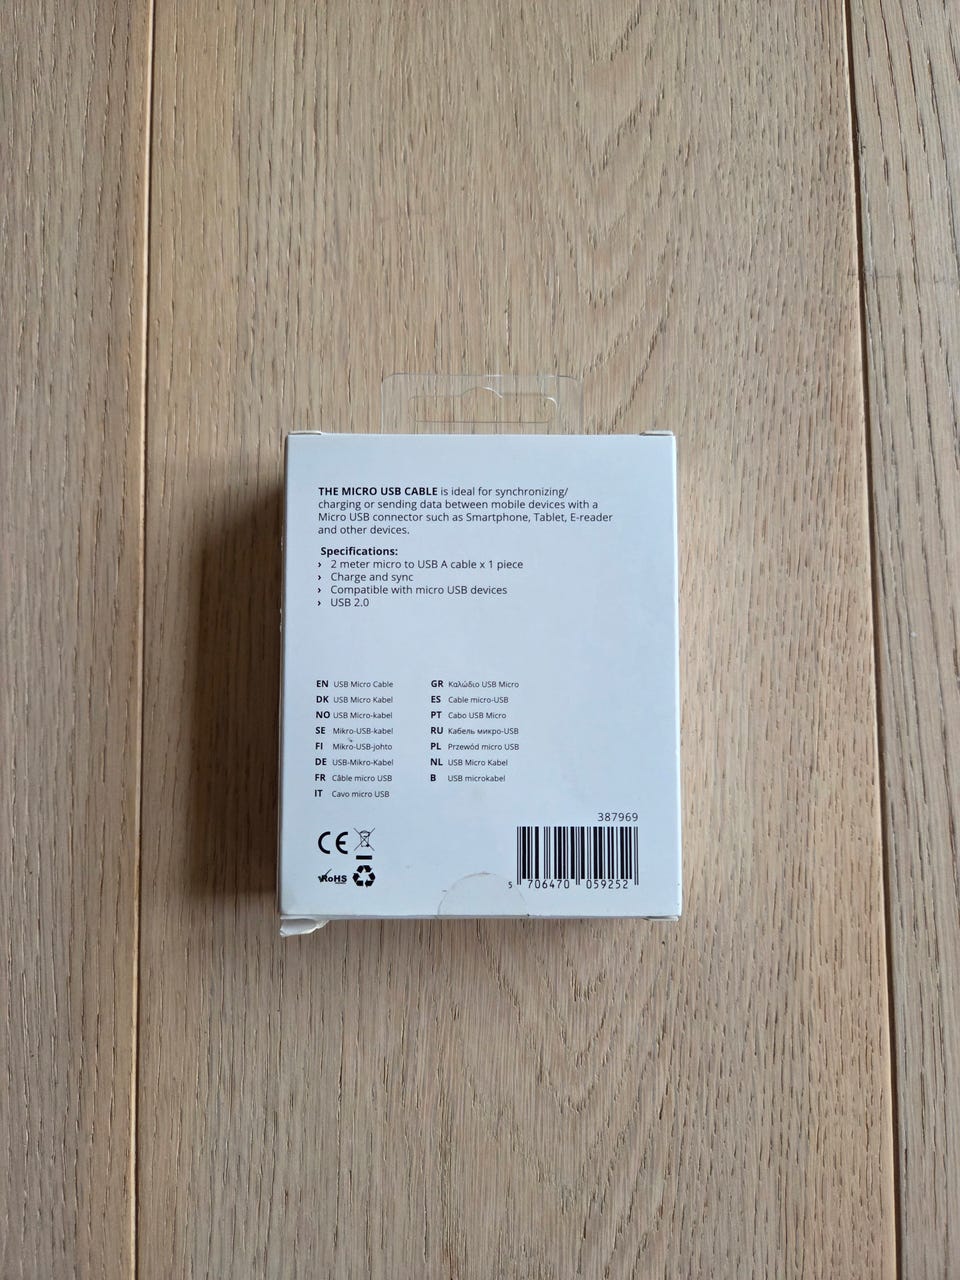 THE MICRO USB CABLE is ideal for synchronizing/
charging or sending data between mobile devices with a
Micro USB connector such as Smartphone, Tablet, E-reader
and other devices.
Specifications:
› 2 meter micro to USB A cable x 1 piece
› Charge and sync
› Compatible with micro USB devices
› USB 2.0
EN USB Micro Cable
DK USB Micro Kabel
NO USB Micro-kabel
SE Mikro-USB-kabel
FI Mikro-USB-johto
DE USB-Mikro-Kabel
FR Câble micro USB
IT Cavo micro USB
GR Καλώδιο USB Micro
ES Cable micro-USB
PT Cabo USB Micro
RU Кабель микро-USB
PL Przewód micro USB
NL USB Micro Kabel
B USB microkabel
CE
RoHS
387969
5 706470 059252